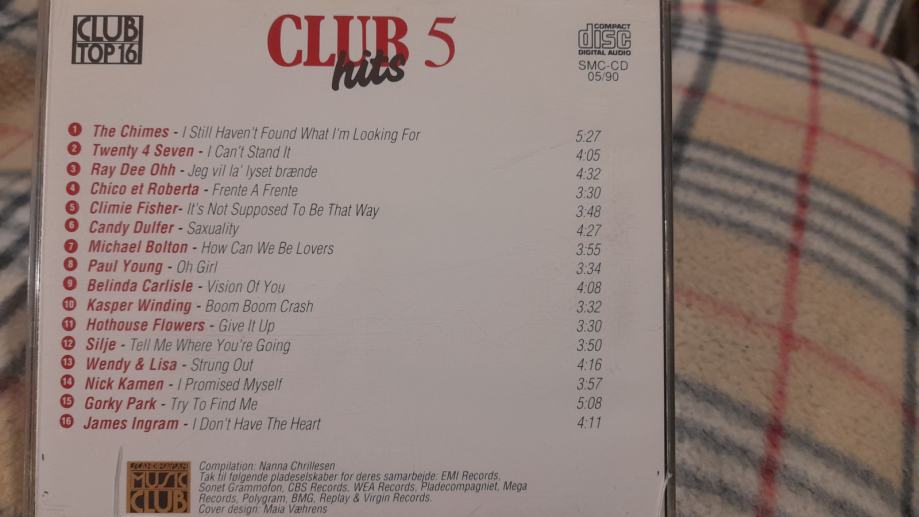 CLUB
TOP 16
CLUB 5
hits
COMPACT
disc
DIGITAL AUDIO
SMC-CD
05/90
1 The Chimes - I Still Haven't Found What I'm Looking For 5:27
2 Twenty 4 Seven - I Can't Stand It 4:05
3 Ray Dee Ohh - Jeg vil la' lyset brænde 4:32
4 Chico et Roberta - Frente A Frente 3:30
5 Climie Fisher- It's Not Supposed To Be That Way 3:48
6 Candy Dulfer - Saxuality 4:27
7 Michael Bolton - How Can We Be Lovers 3:55
8 Paul Young - Oh Girl 3:34
9 Belinda Carlisle - Vision Of You 4:08
10 Kasper Winding - Boom Boom Crash 3:32
11 Hothouse Flowers - Give It Up 3:30
12 Silje - Tell Me Where You're Going 3:50
13 Wendy & Lisa - Strung Out 4:16
14 Nick Kamen - I Promised Myself 3:57
15 Gorky Park - Try To Find Me 5:08
16 James Ingram - I Don't Have The Heart 4:11
SCANDINAVIAN
MUSIC
CLUB
Compilation: Nanna Chrillesen
Tak til følgende pladeselskaber for deres samarbejde: EMI Records,
Sonet Grammofon, CBS Records, WEA Records, Pladecompagniet, Mega
Records, Polygram, BMG, Replay & Virgin Records.
Cover design: Maia Væhrens